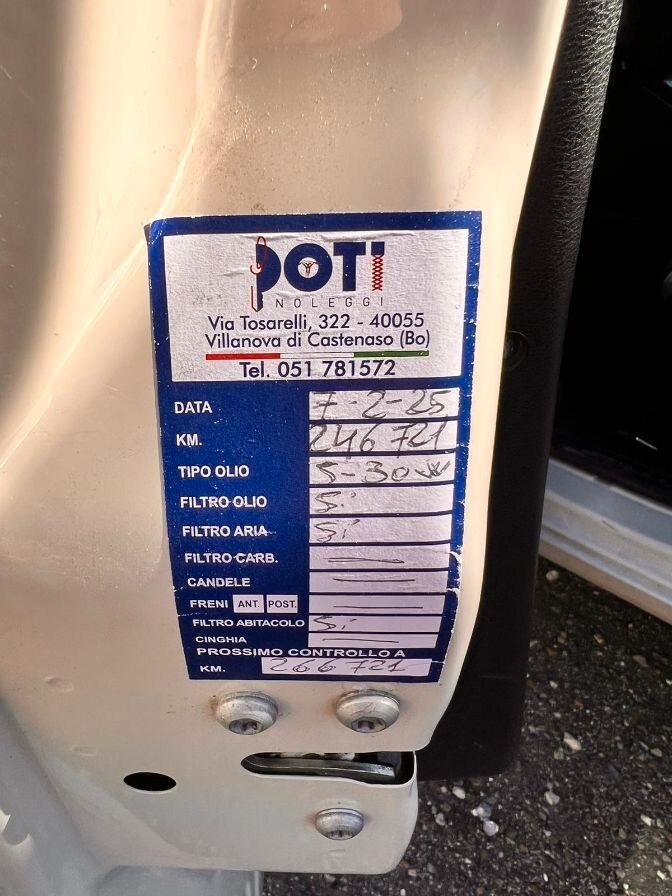 POTI
NOLEGGI
Via Tosarelli, 322 - 40055
Villanova di Castenaso (Bo)
Tel. 051 781572
DATA 7-2-25
KM. 246721
TIPO OLIO 5-30W
FILTRO OLIO Si
FILTRO ARIA Si
FILTRO CARB. —
CANDELE —
FRENI ANT. POST. —
FILTRO ABITACOLO Si
CINGHIA —
PROSSIMO CONTROLLO A
KM. 266721